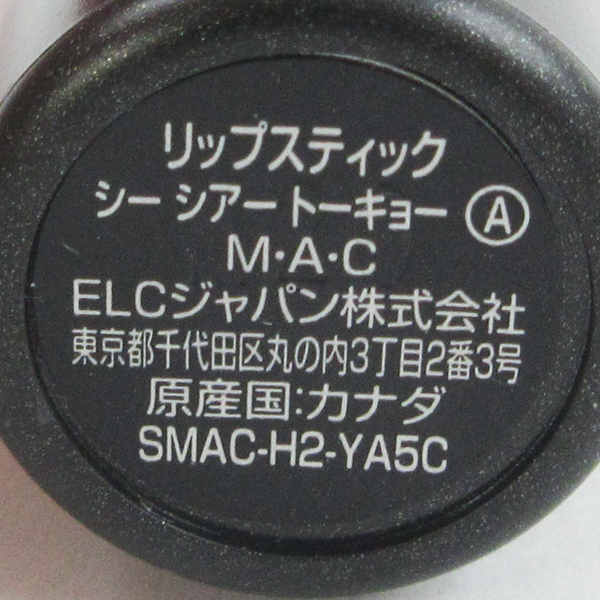 リップスティック
シー シアー トーキョー Ⓐ
M・A・C
ELCジャパン株式会社
東京都千代田区丸の内3丁目2番3号
原産国:カナダ
SMAC-H2-YA5C